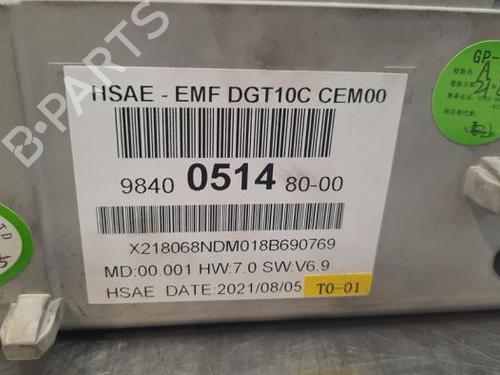 B-PARTS
HSAE - EMF DGT10C CEM00
9840 0514 80-00
X218068NDM018B690769
MD:00.001 HW:7.0 SW:V6.9
HSAE DATE:2021/08/05 T0-01
GP-
A